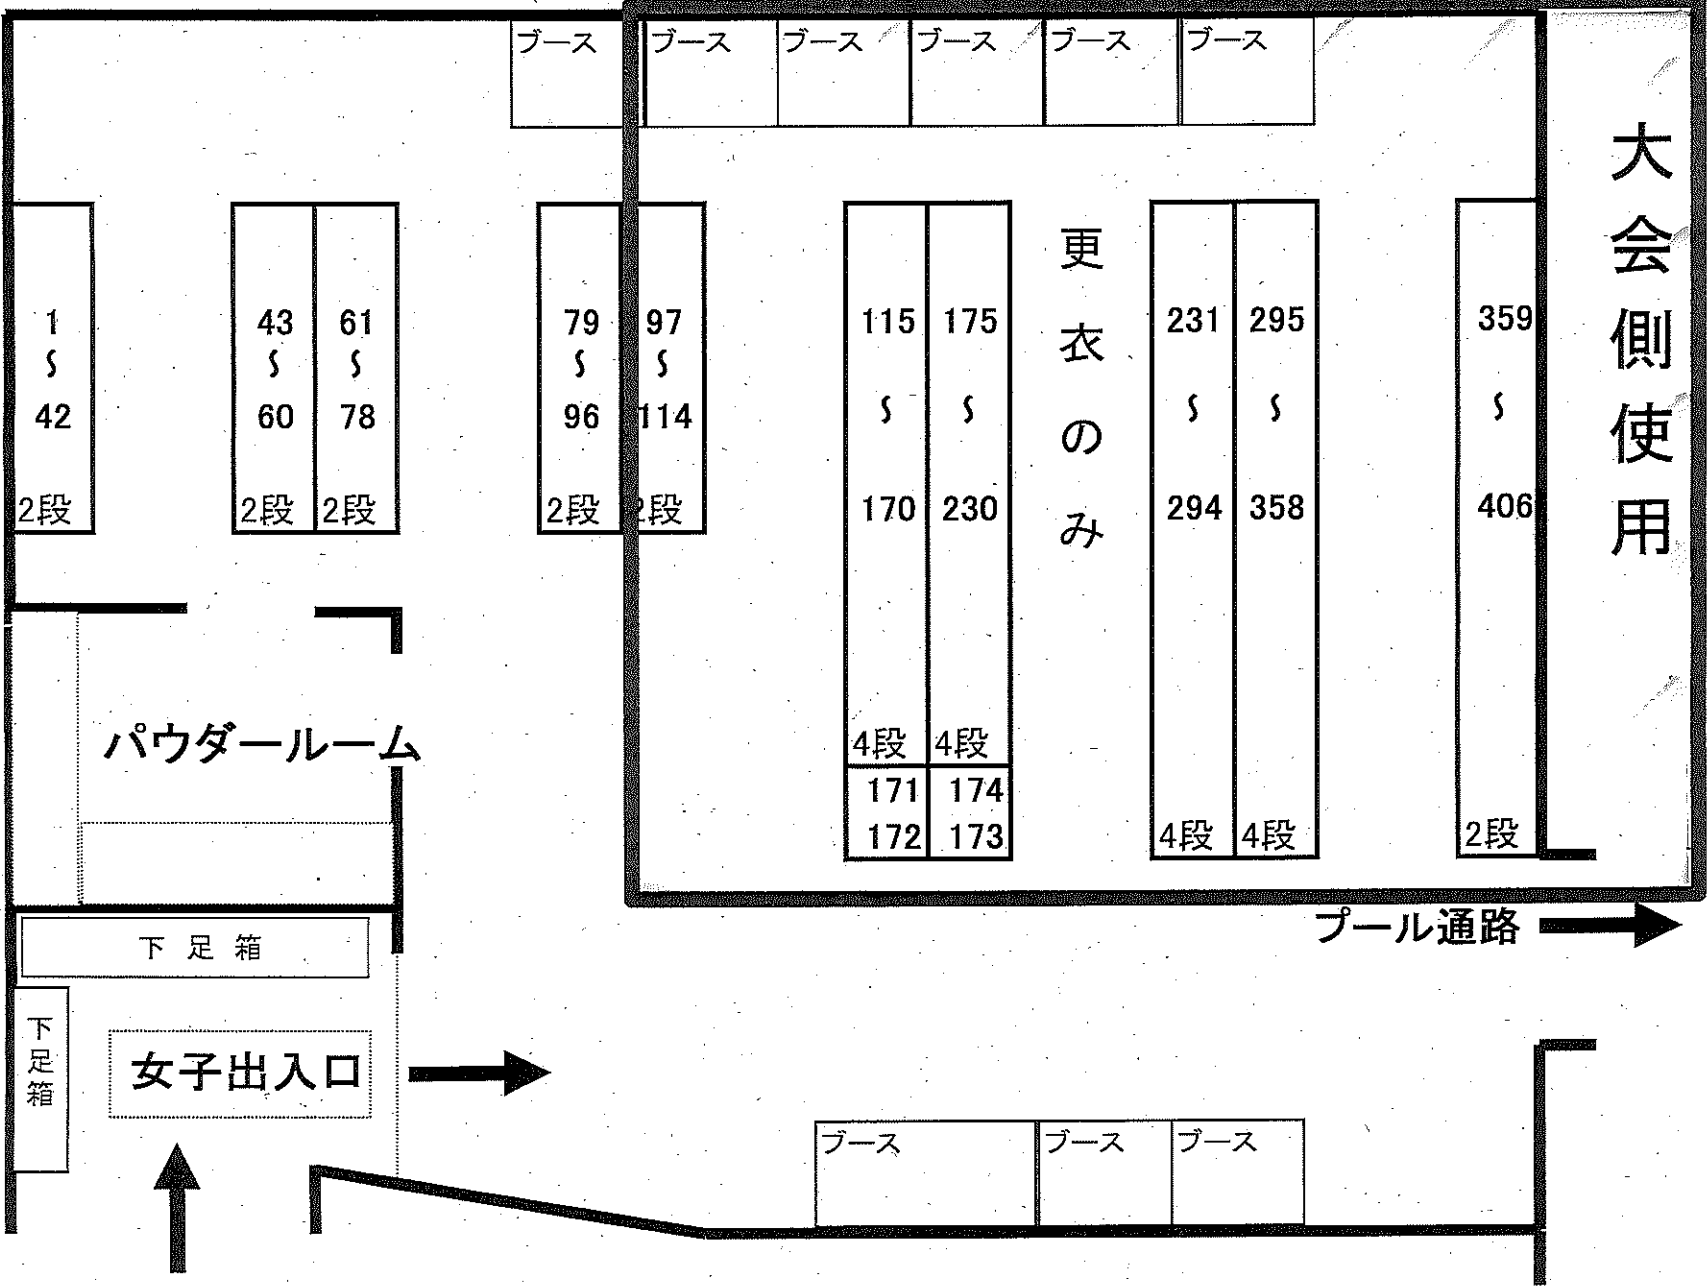 ブース ブース ブース ブース ブース ブース
大会側使用
更衣のみ
1 〜 42 2段
43 〜 60 2段
61 〜 78 2段
79 〜 96 2段
97 〜 114 2段
115 〜 170 4段
175 〜 230 4段
171 174
172 173
231 〜 294 4段
295 〜 358 4段
359 〜 406 2段
パウダールーム
プール通路
下足箱
下足箱
女子出入口
ブース ブース ブース